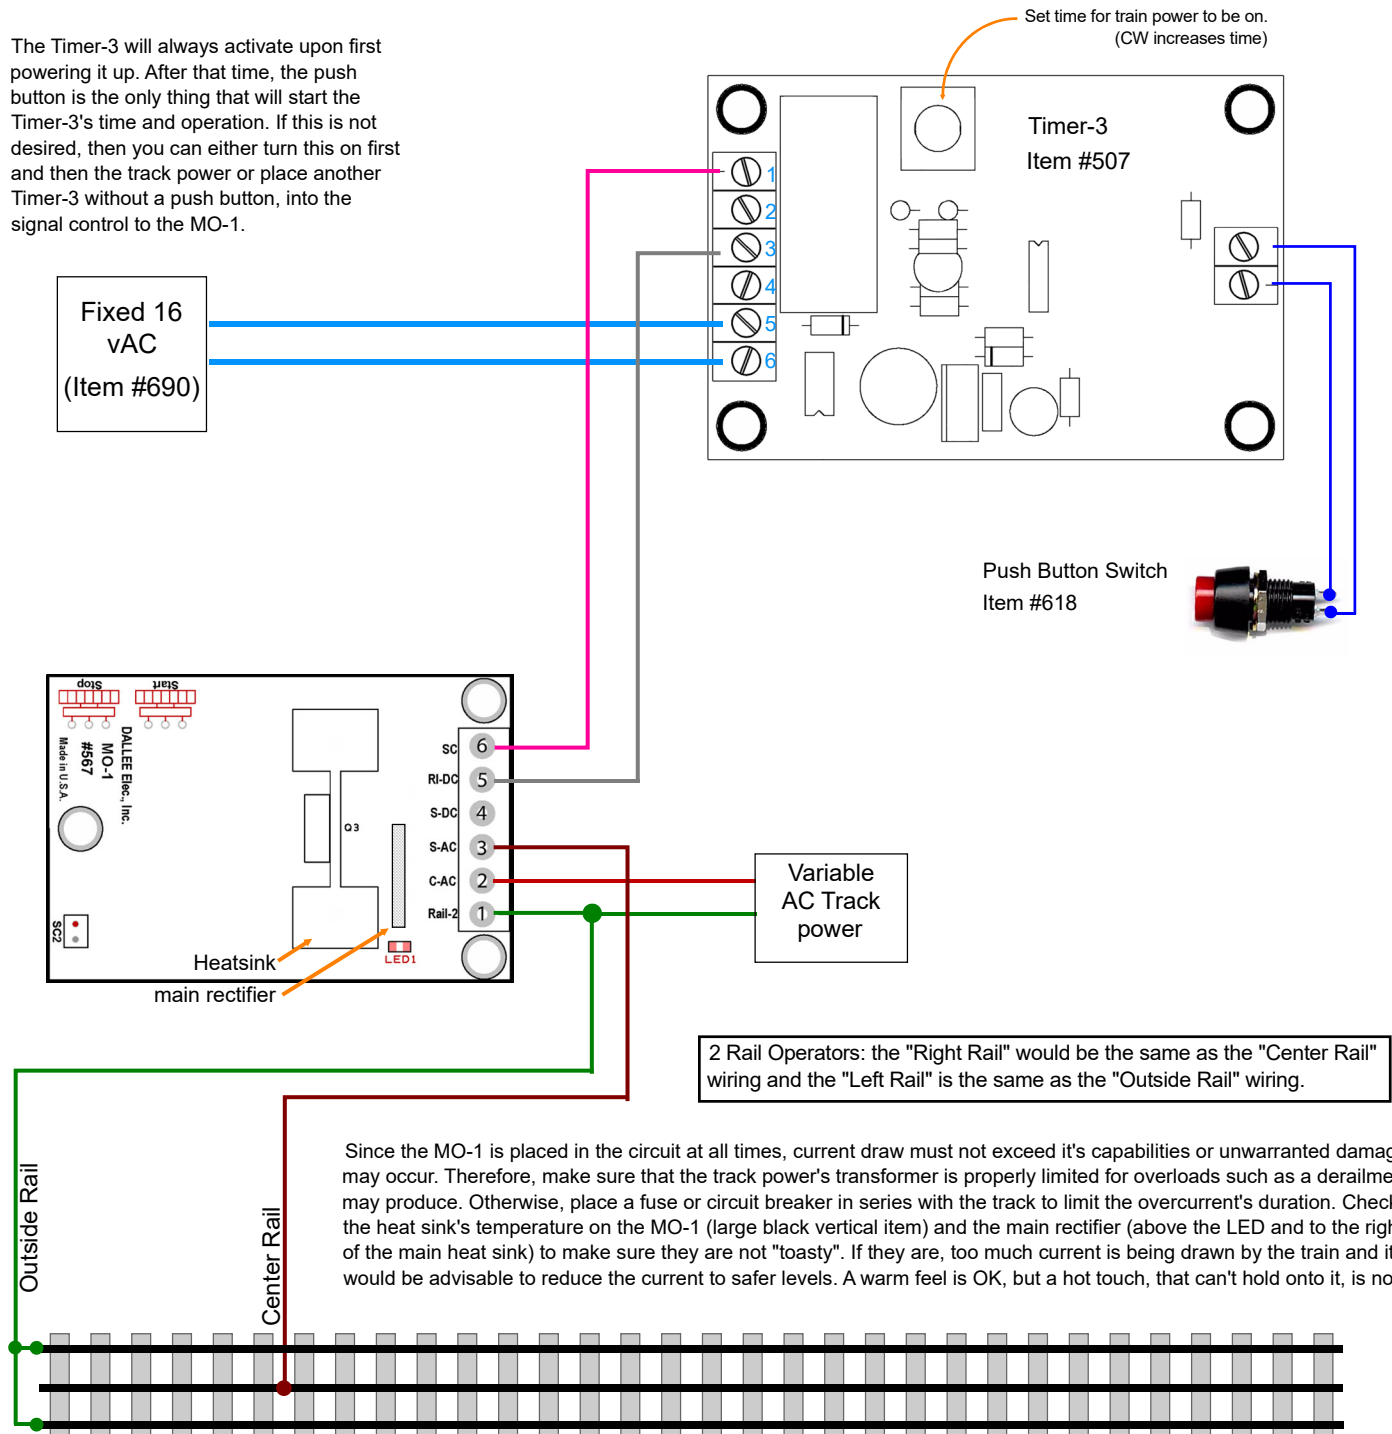 Set time for train power to be on.
(CW increases time)
The Timer-3 will always activate upon first
powering it up. After that time, the push
button is the only thing that will start the
Timer-3's time and operation. If this is not
desired, then you can either turn this on first
and then the track power or place another
Timer-3 without a push button, into the
signal control to the MO-1.
Timer-3
Item #507
1
2
3
4
5
6
Fixed 16
vAC
(Item #690)
Push Button Switch
Item #618
Stop
Start
DALLEE Elec., Inc.
MO-1
#567
Made in U.S.A.
SC2
Q3
SC 6
RI-DC 5
S-DC 4
S-AC 3
C-AC 2
Rail-2 1
LED1
Heatsink
main rectifier
Variable
AC Track
power
2 Rail Operators: the "Right Rail" would be the same as the "Center Rail"
wiring and the "Left Rail" is the same as the "Outside Rail" wiring.
Since the MO-1 is placed in the circuit at all times, current draw must not exceed it's capabilities or unwarranted damag
may occur. Therefore, make sure that the track power's transformer is properly limited for overloads such as a derailme
may produce. Otherwise, place a fuse or circuit breaker in series with the track to limit the overcurrent's duration. Check
the heat sink's temperature on the MO-1 (large black vertical item) and the main rectifier (above the LED and to the righ
of the main heat sink) to make sure they are not "toasty". If they are, too much current is being drawn by the train and it
would be advisable to reduce the current to safer levels. A warm feel is OK, but a hot touch, that can't hold onto it, is no
Outside Rail
Center Rail